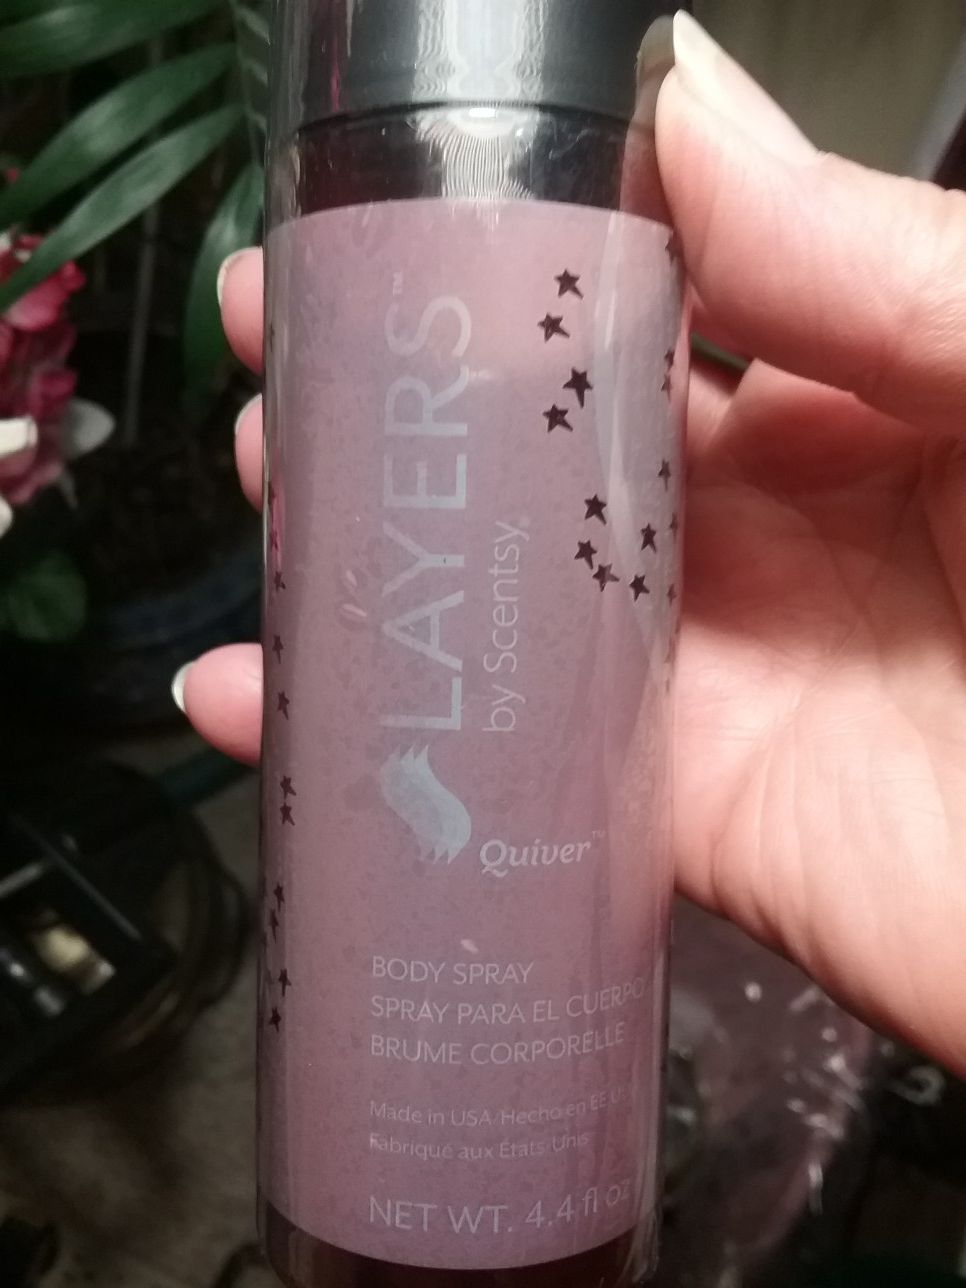 LAYERS™
by Scentsy
Quiver™
BODY SPRAY
SPRAY PARA EL CUERPO
BRUME CORPORELLE
Made in USA/Hecho en EE.UU.
Fabriqué aux États-Unis
NET WT. 4.4 fl oz